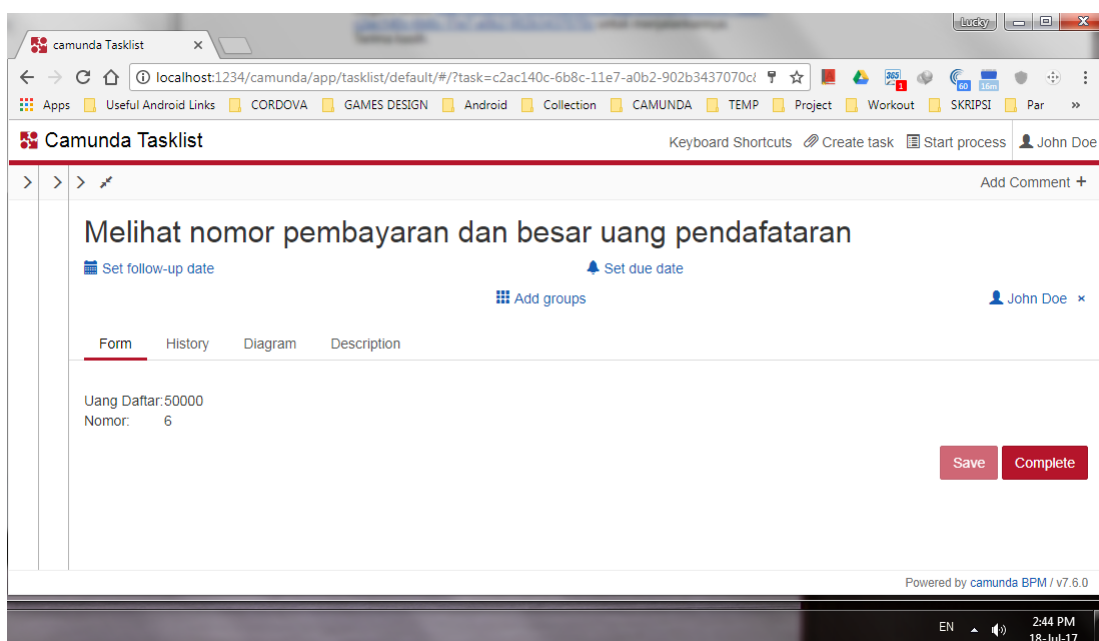 Lucky
camunda Tasklist
localhost:1234/camunda/app/tasklist/default/#/?task=c2ac140c-6b8c-11e7-a0b2-902b3437070c
365 1 60 16m
Apps Useful Android Links CORDOVA GAMES DESIGN Android Collection CAMUNDA TEMP Project Workout SKRIPSI Par »
Camunda Tasklist Keyboard Shortcuts Create task Start process John Doe
Add Comment +
Melihat nomor pembayaran dan besar uang pendafataran
Set follow-up date Set due date
Add groups John Doe ×
Form History Diagram Description
Uang Daftar:50000
Nomor: 6
Save Complete
Powered by camunda BPM / v7.6.0
EN 2:44 PM
18-Jul-17